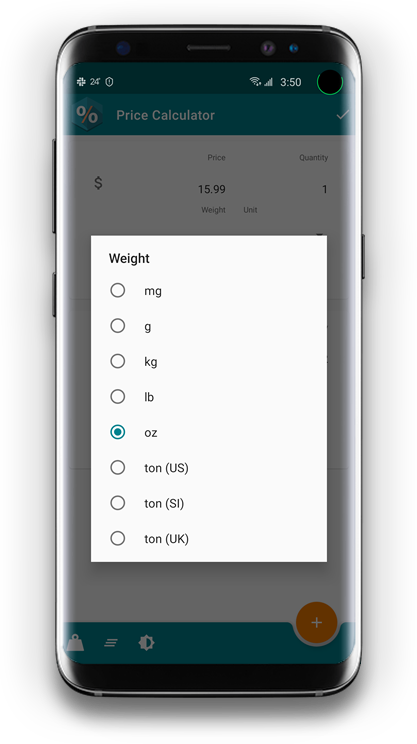 24° 3:50
% Price Calculator
Price Quantity
$ 15.99 1
Weight Unit
Weight
mg
g
kg
lb
oz
ton (US)
ton (SI)
ton (UK)
+